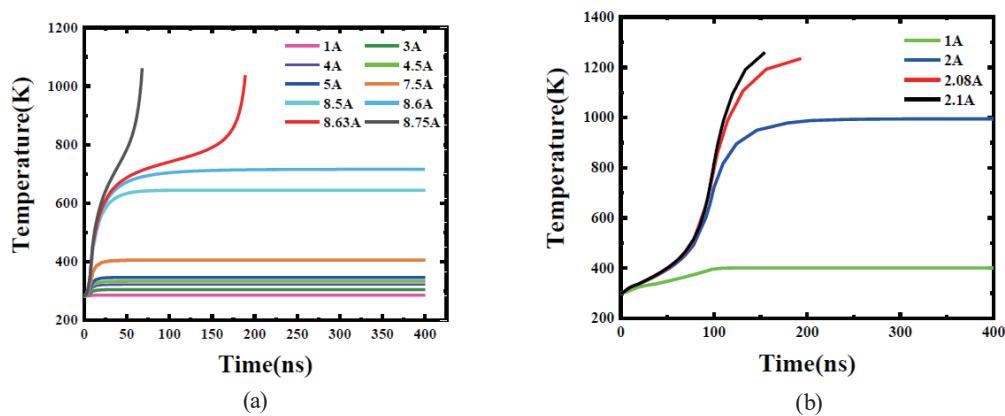 (a)
Temperature(K)
1200
1000
800
600
400
200
1A 3A
4A 4.5A
5A 7.5A
8.5A 8.6A
8.63A 8.75A
0 50 100 150 200 250 300 350 400
Time(ns)
(b)
Temperature(K)
1400
1200
1000
800
600
400
200
1A
2A
2.08A
2.1A
0 100 200 300 400
Time(ns)